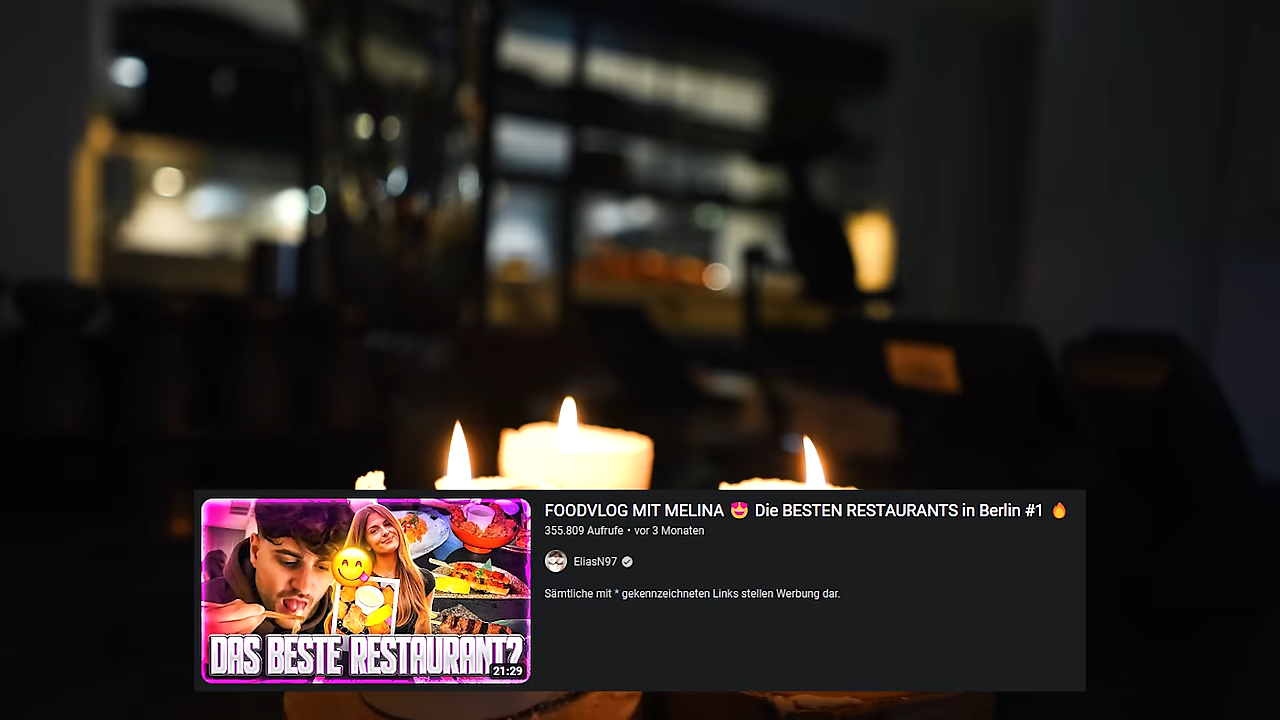 FOODVLOG MIT MELINA 😍 Die BESTEN RESTAURANTS in Berlin #1 🔥
355.809 Aufrufe • vor 3 Monaten
EliasN97
Sämtliche mit * gekennzeichneten Links stellen Werbung dar.
DAS BESTE RESTAURANT?
21:29